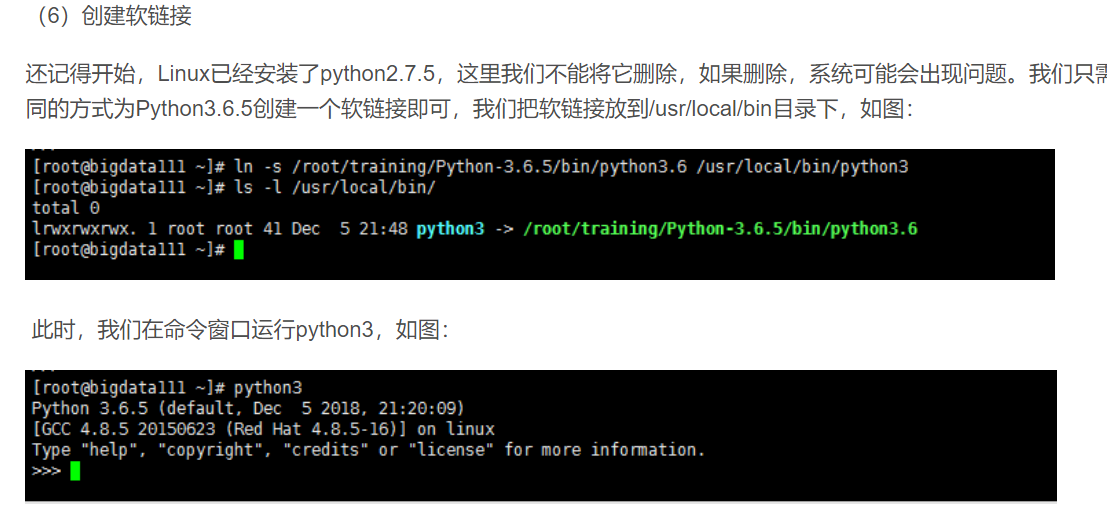 （6）创建软链接
还记得开始，Linux已经安装了python2.7.5，这里我们不能将它删除，如果删除，系统可能会出现问题。我们只需
同的方式为Python3.6.5创建一个软链接即可，我们把软链接放到/usr/local/bin目录下，如图：
[root@bigdata111 ~]# ln -s /root/training/Python-3.6.5/bin/python3.6 /usr/local/bin/python3
[root@bigdata111 ~]# ls -l /usr/local/bin/
total 0
lrwxrwxrwx. 1 root root 41 Dec  5 21:48 python3 -> /root/training/Python-3.6.5/bin/python3.6
[root@bigdata111 ~]#
此时，我们在命令窗口运行python3，如图：
[root@bigdata111 ~]# python3
Python 3.6.5 (default, Dec  5 2018, 21:20:09)
[GCC 4.8.5 20150623 (Red Hat 4.8.5-16)] on linux
Type "help", "copyright", "credits" or "license" for more information.
>>>